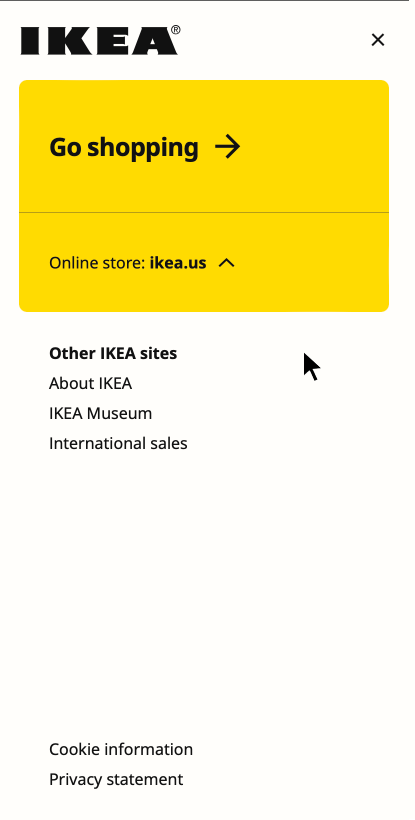 IKEA®
Go shopping
Online store: ikea.us
Other IKEA sites
About IKEA
IKEA Museum
International sales
Cookie information
Privacy statement